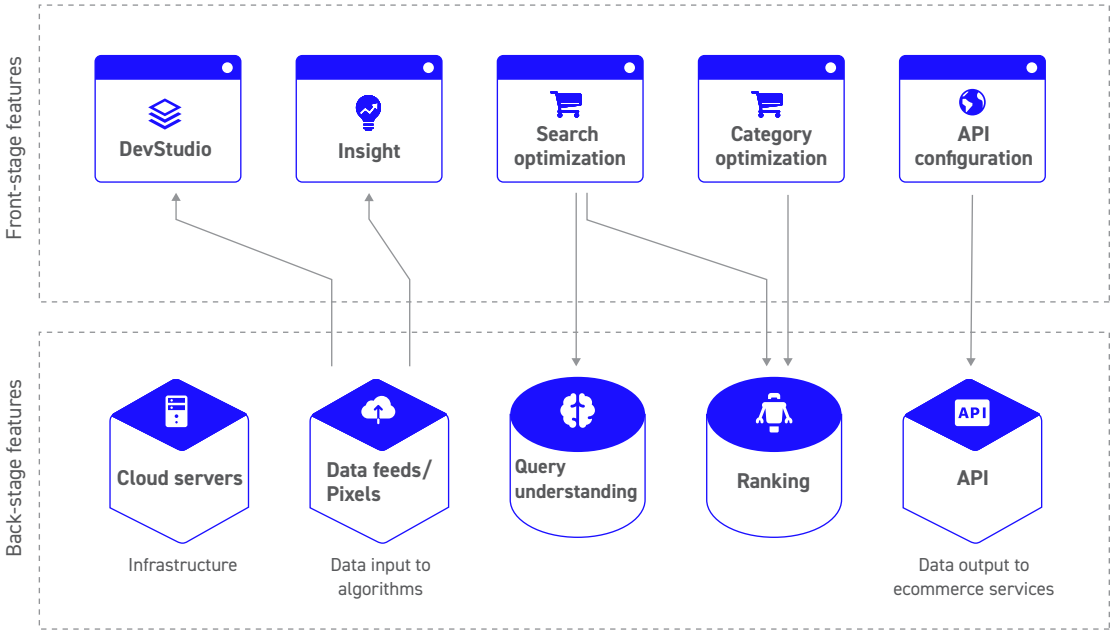 Front-stage features
DevStudio
Insight
Search
optimization
Category
optimization
API
configuration
Back-stage features
Cloud servers
Infrastructure
Data feeds/
Pixels
Data input to
algorithms
Query
understanding
Ranking
API
API
Data output to
ecommerce services